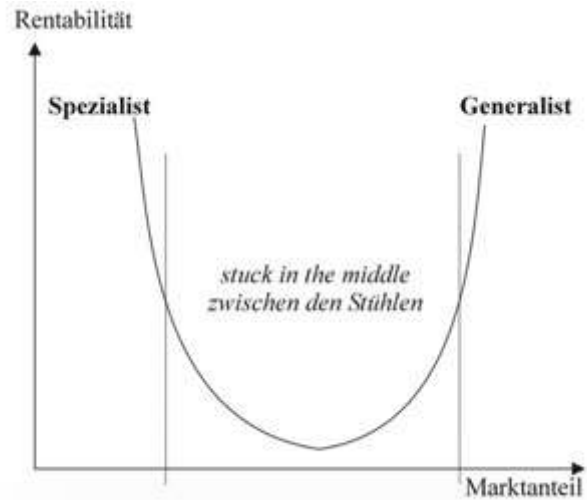 Rentabilität
Spezialist
Generalist
stuck in the middle
zwischen den Stühlen
Marktanteil